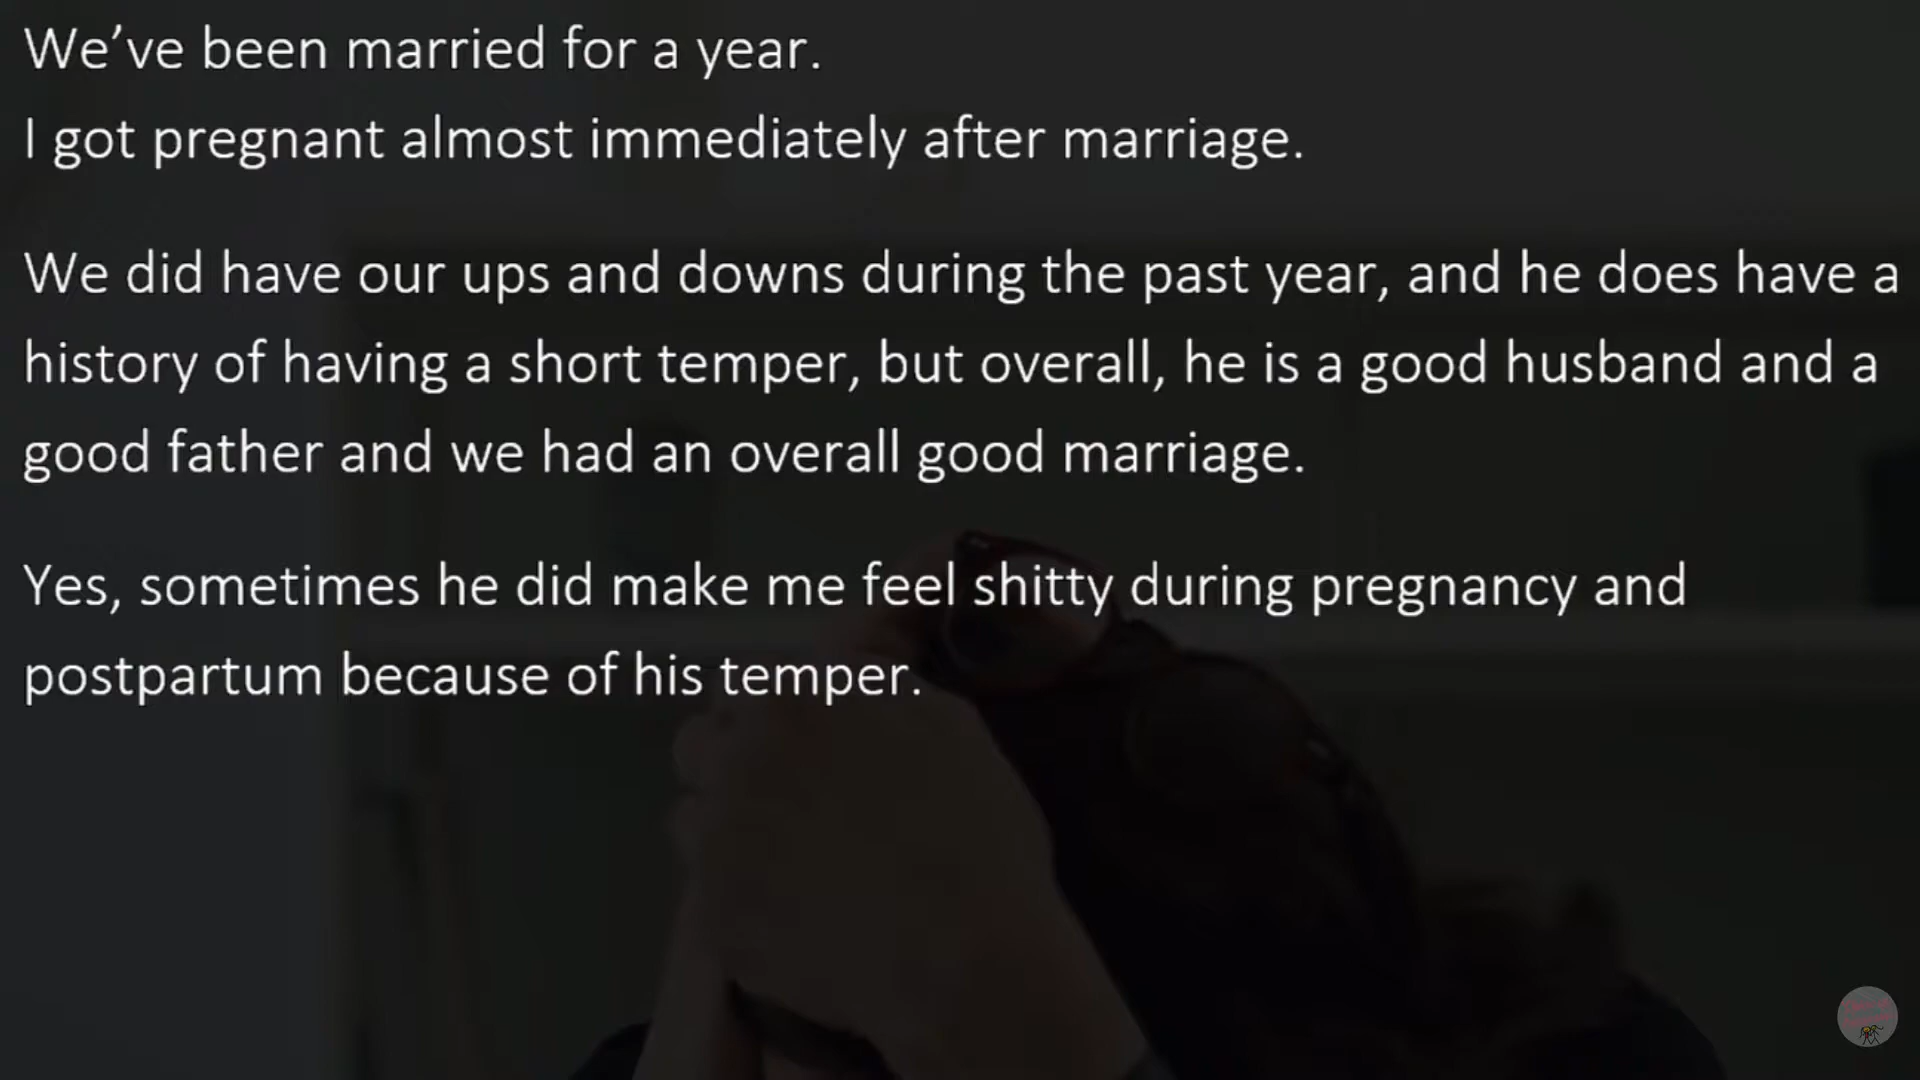 We’ve been married for a year.
I got pregnant almost immediately after marriage.
We did have our ups and downs during the past year, and he does have a
history of having a short temper, but overall, he is a good husband and a
good father and we had an overall good marriage.
Yes, sometimes he did make me feel shitty during pregnancy and
postpartum because of his temper.